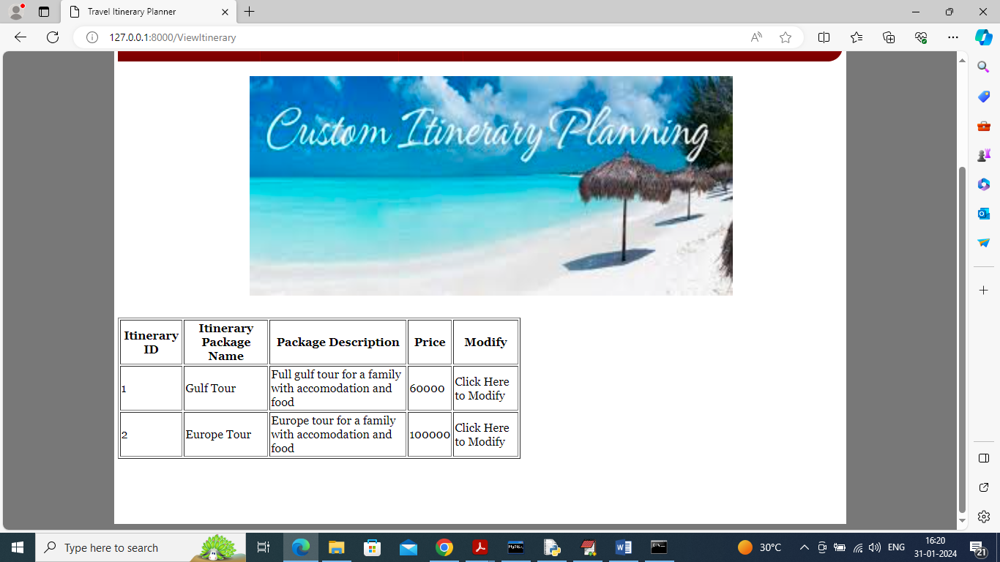 Travel Itinerary Planner
127.0.0.1:8000/ViewItinerary
Custom Itinerary Planning
Itinerary ID
Itinerary Package Name
Package Description
Price
Modify
1
Gulf Tour
Full gulf tour for a family
with accomodation and
food
60000
Click Here
to Modify
2
Europe Tour
Europe tour for a family
with accomodation and
food
100000
Click Here
to Modify
Type here to search
MySQL
30°C
ENG
16:20
31-01-2024
21